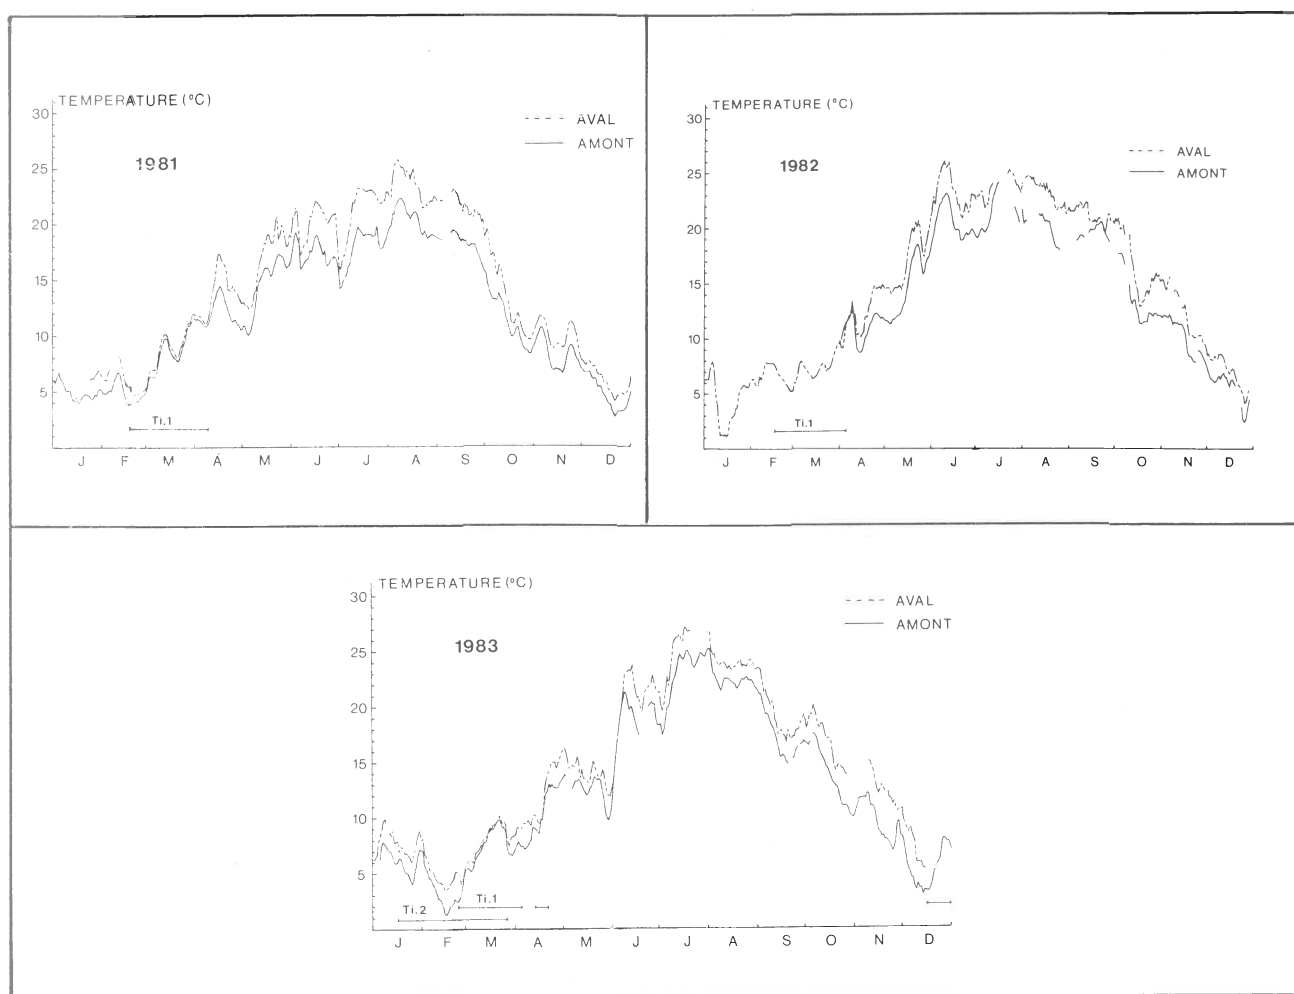 TEMPERATURE (°C)
30
AVAL
AMONT
1981
25
20
15
10
5
Ti.1
J F M A M J J A S O N D
TEMPERATURE (°C)
30
AVAL
AMONT
1982
25
20
15
10
5
Ti.1
J F M A M J J A S O N D
TEMPERATURE (°C)
30
AVAL
AMONT
1983
25
20
15
10
5
Ti.1
Ti.2
J F M A M J J A S O N D